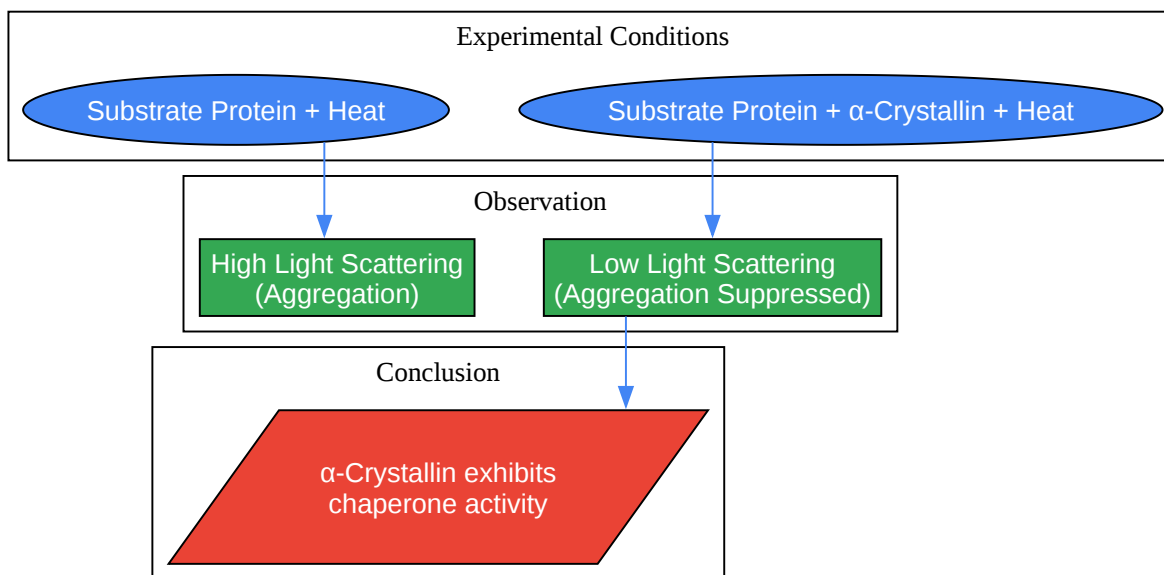 Experimental Conditions
Substrate Protein + Heat
Substrate Protein + α-Crystallin + Heat
Observation
High Light Scattering
(Aggregation)
Low Light Scattering
(Aggregation Suppressed)
Conclusion
α-Crystallin exhibits
chaperone activity